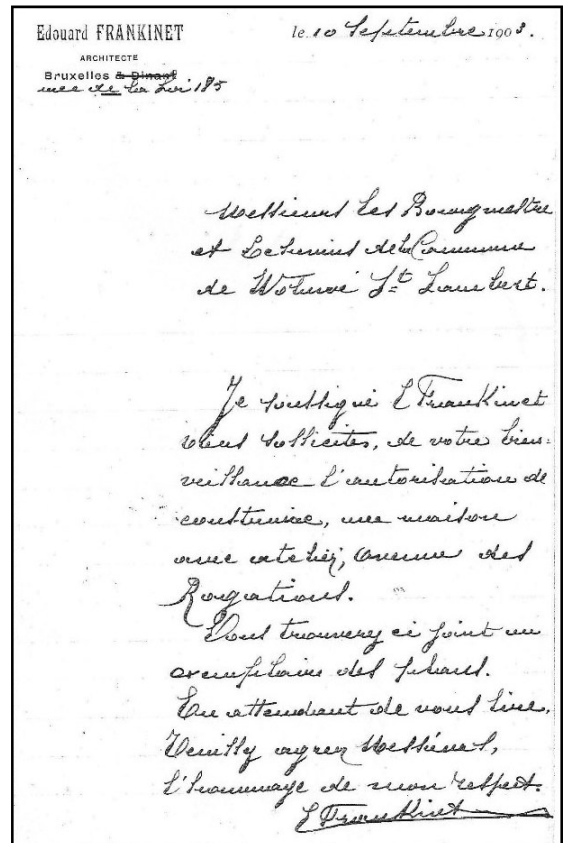 Edouard FRANKINET
le 10 Septembre 1903.
ARCHITECTE
Bruxelles & Dinant
rue de la Loi 185
Messieurs les Bourgmestre
et Echevins de la Commune
de Woluwé St Lambert.
Je soussigné E Frankinet
viens solliciter, de votre bien-
veillance l'autorisation de
construire, une maison
avec atelier, avenue des
Rogations.
Vous trouverez ci joint un
exemplaire des plans.
En attendant de vous lire,
Veuillez agréer Messieurs,
l'hommage de mon respect.
E Frankinet